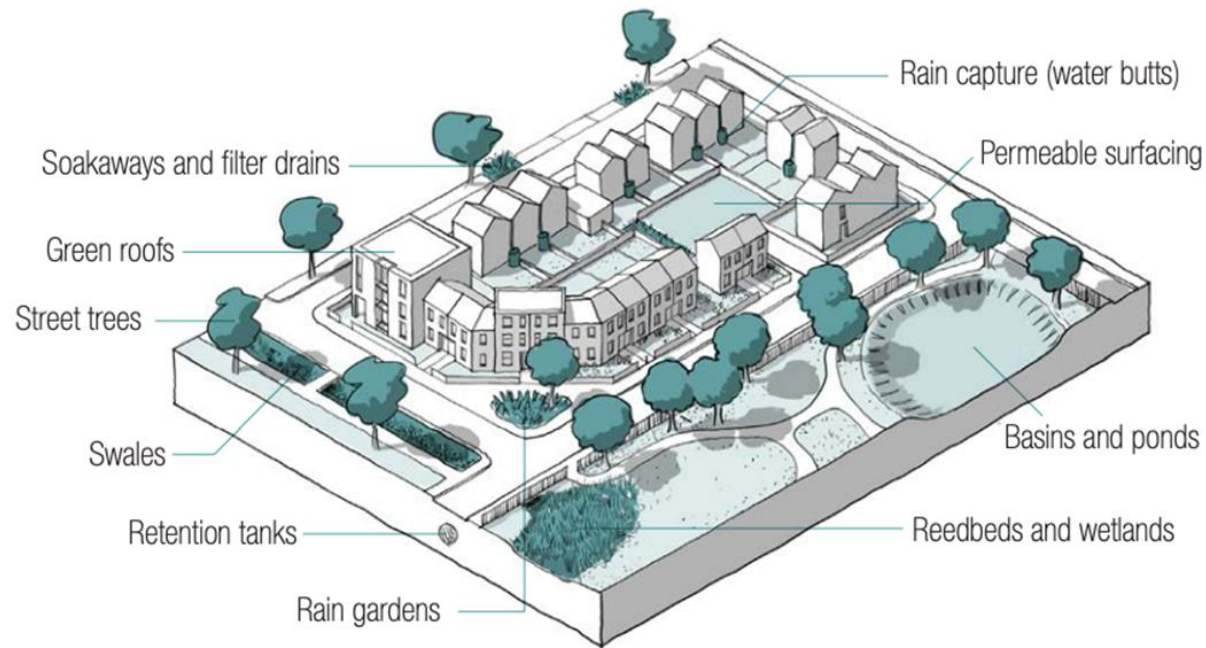 Rain capture (water butts)
Soakaways and filter drains
Permeable surfacing
Green roofs
Street trees
Swales
Basins and ponds
Retention tanks
Reedbeds and wetlands
Rain gardens